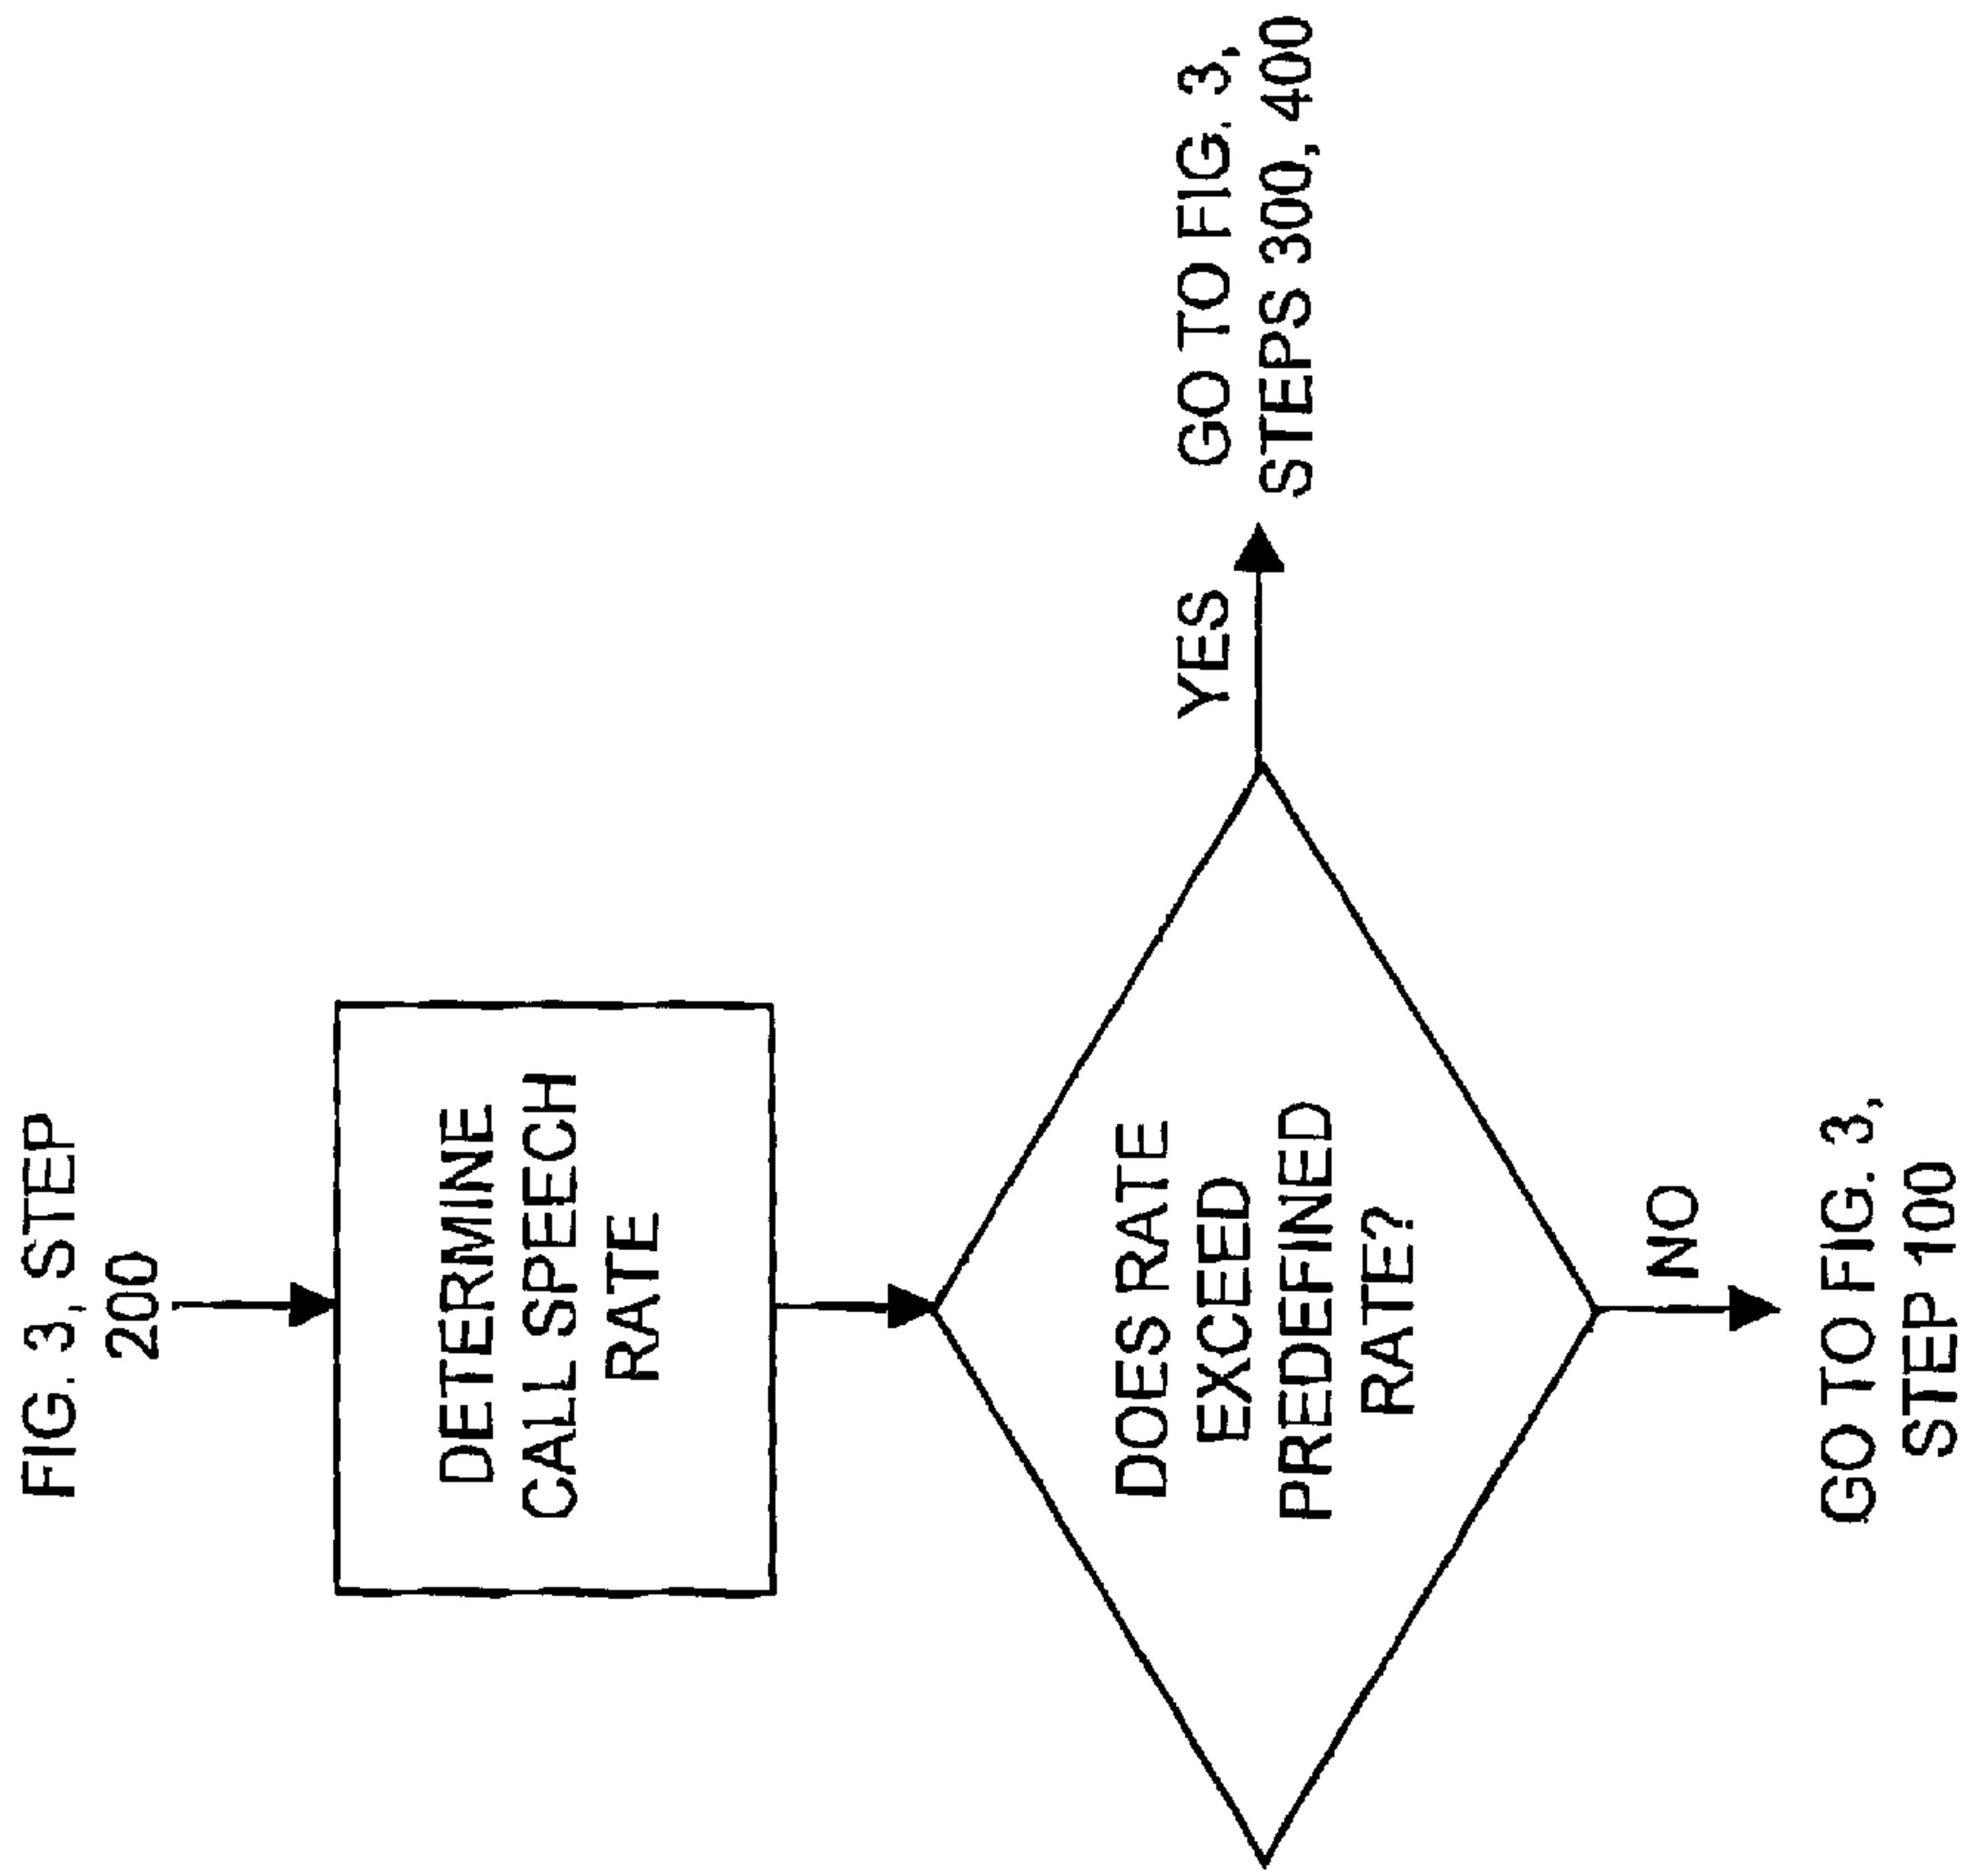 FIG. 3, STEP
200
DETERMINE
CALL SPEECH
RATE
DOES RATE
EXCEED
PREDEFINED
RATE?
YES
GO TO FIG. 3,
STEPS 300, 400
NO
GO TO FIG. 3,
STEP 100